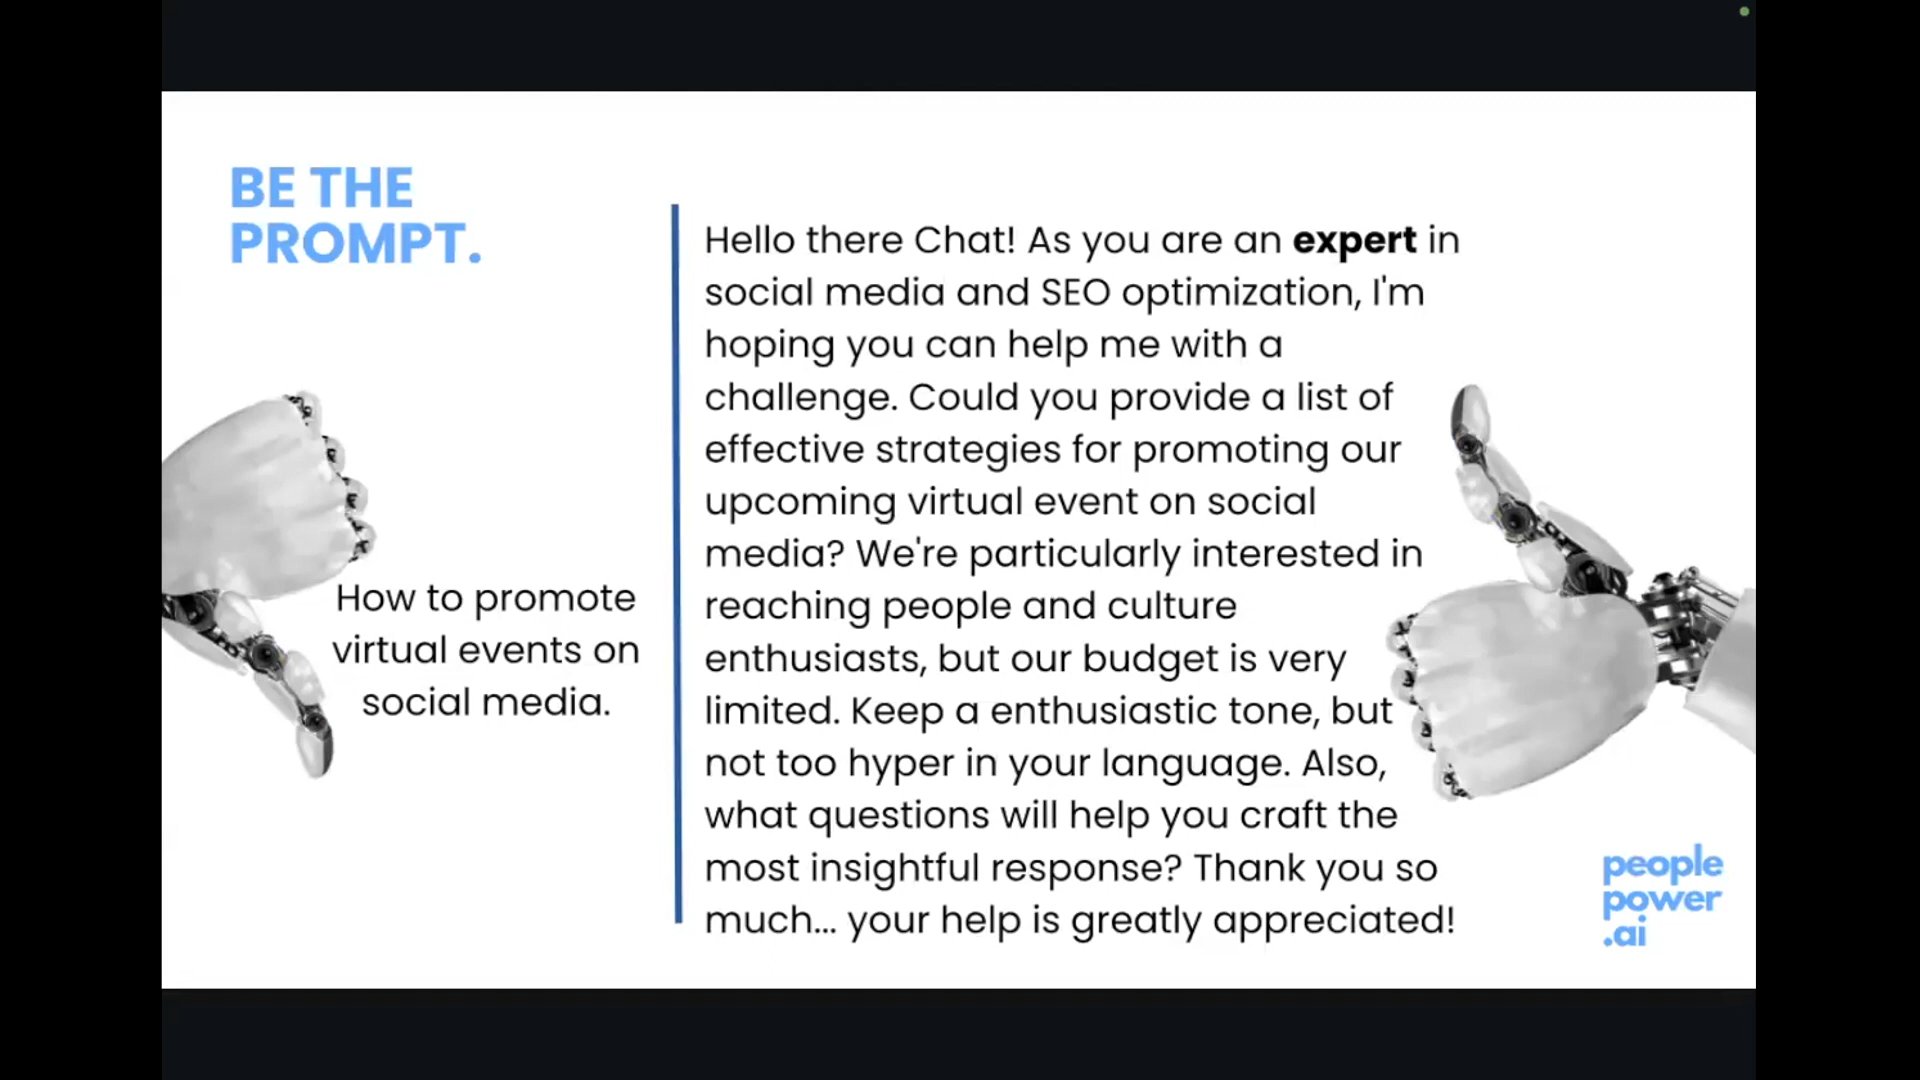 BE THE
PROMPT.
How to promote
virtual events on
social media.
Hello there Chat! As you are an expert in
social media and SEO optimization, I'm
hoping you can help me with a
challenge. Could you provide a list of
effective strategies for promoting our
upcoming virtual event on social
media? We're particularly interested in
reaching people and culture
enthusiasts, but our budget is very
limited. Keep a enthusiastic tone, but
not too hyper in your language. Also,
what questions will help you craft the
most insightful response? Thank you so
much... your help is greatly appreciated!
people
power
.ai